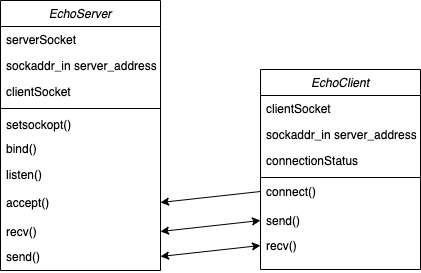 EchoServer
serverSocket
sockaddr_in server_address
clientSocket
setsockopt()
bind()
listen()
accept()
recv()
send()
EchoClient
clientSocket
sockaddr_in server_address
connectionStatus
connect()
send()
recv()